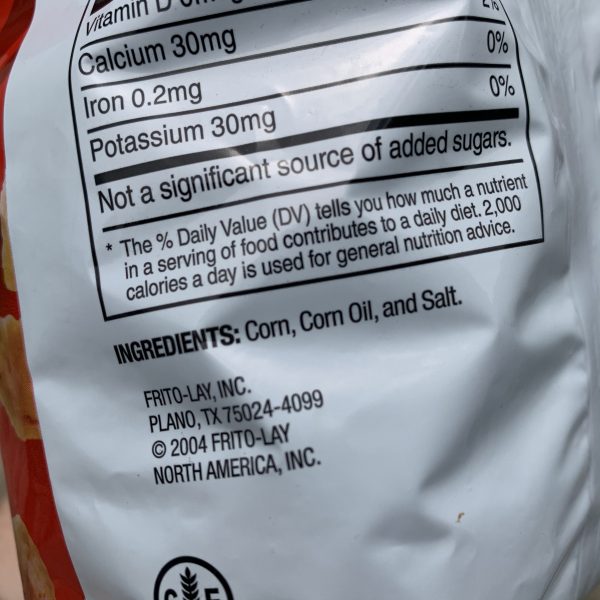 Vitamin D
Calcium 30mg 2%
Iron 0.2mg 0%
Potassium 30mg 0%
Not a significant source of added sugars.
* The % Daily Value (DV) tells you how much a nutrient
in a serving of food contributes to a daily diet. 2,000
calories a day is used for general nutrition advice.
INGREDIENTS: Corn, Corn Oil, and Salt.
FRITO-LAY, INC.
PLANO, TX 75024-4099
© 2004 FRITO-LAY
NORTH AMERICA, INC.